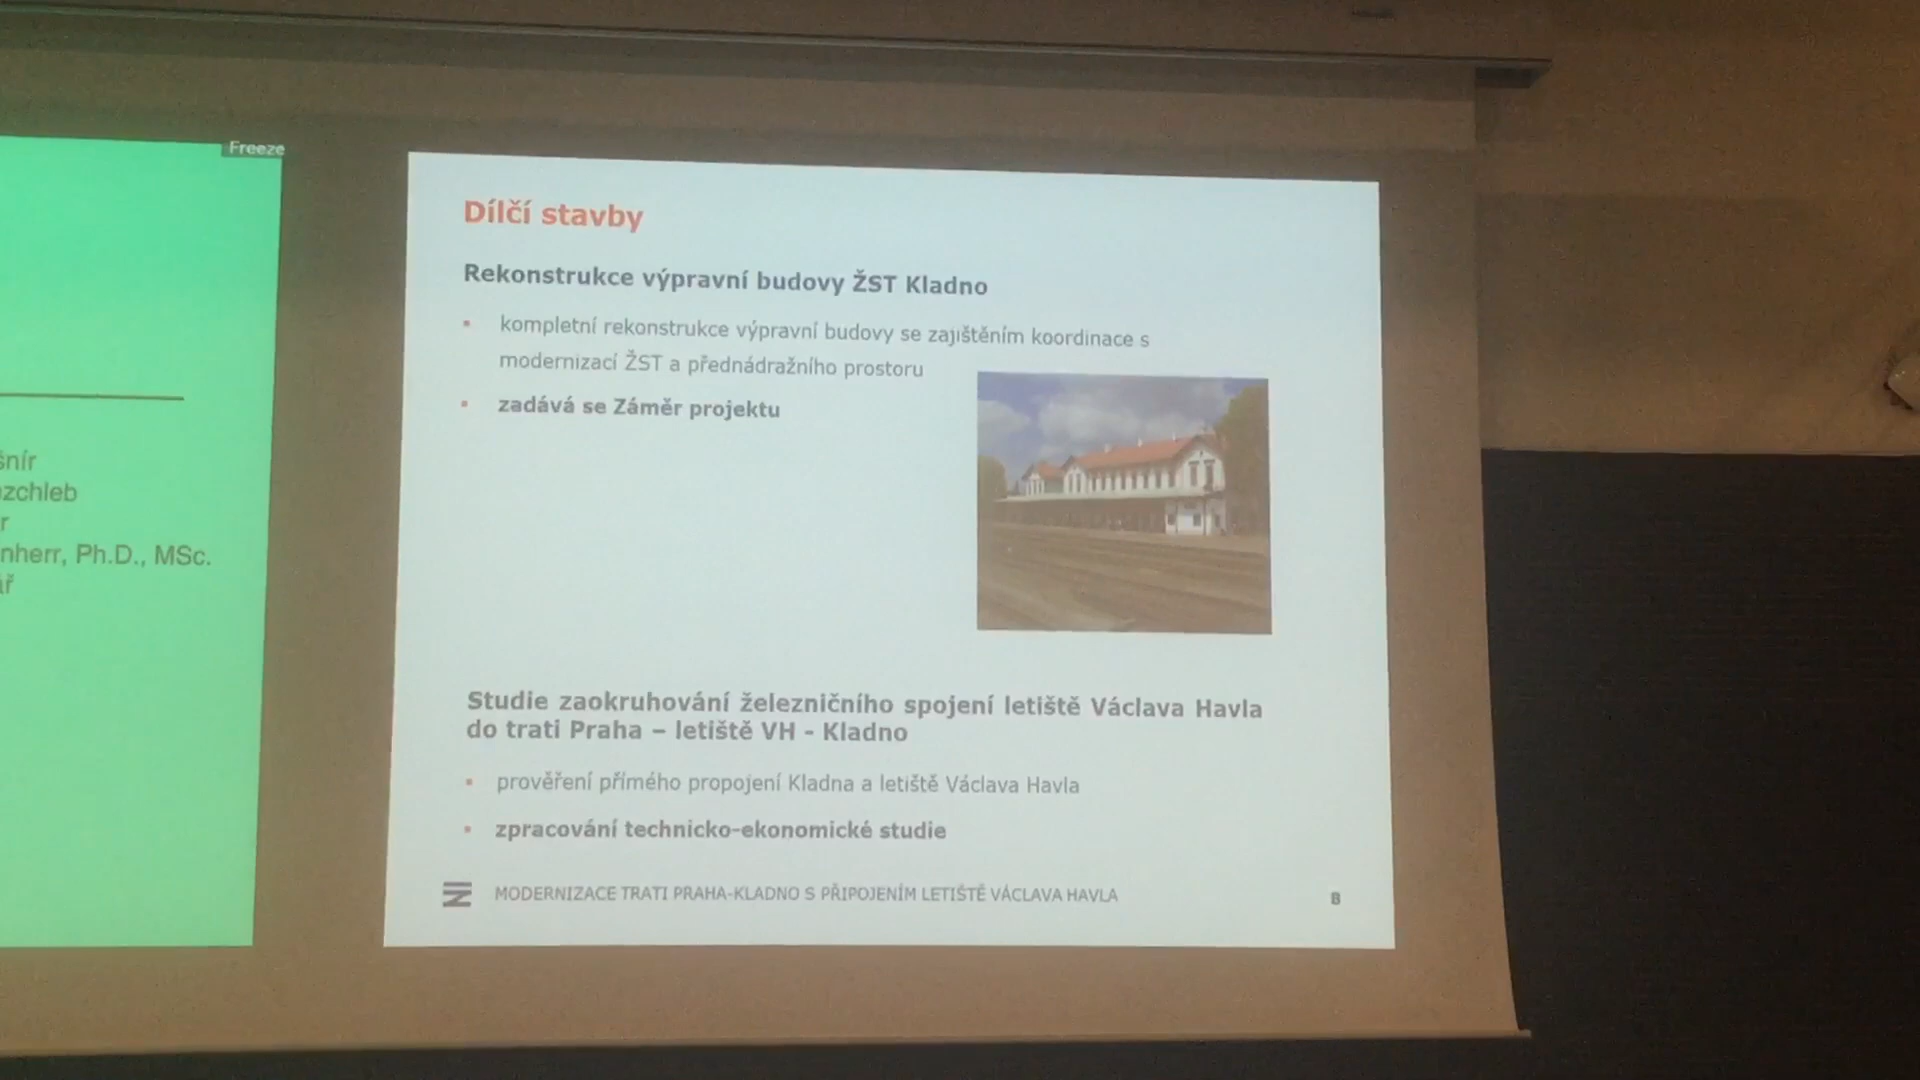 Freeze
šnír
zchleb
r
nherr, Ph.D., MSc.
ř
Dílčí stavby
Rekonstrukce výpravní budovy ŽST Kladno
▪ kompletní rekonstrukce výpravní budovy se zajištěním koordinace s
modernizací ŽST a přednádražního prostoru
▪ zadává se Záměr projektu
Studie zaokruhování železničního spojení letiště Václava Havla
do trati Praha – letiště VH - Kladno
▪ prověření přímého propojení Kladna a letiště Václava Havla
▪ zpracování technicko-ekonomické studie
MODERNIZACE TRATI PRAHA-KLADNO S PŘIPOJENÍM LETIŠTĚ VÁCLAVA HAVLA
8